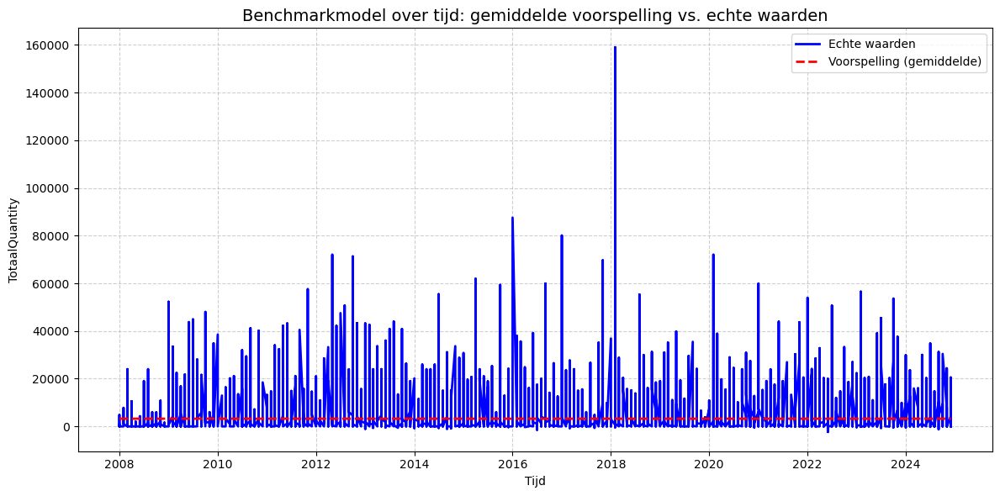 Benchmarkmodel over tijd: gemiddelde voorspelling vs. echte waarden
Echte waarden
Voorspelling (gemiddelde)
160000
140000
120000
100000
80000
60000
40000
20000
0
TotaalQuantity
2008 2010 2012 2014 2016 2018 2020 2022 2024
Tijd